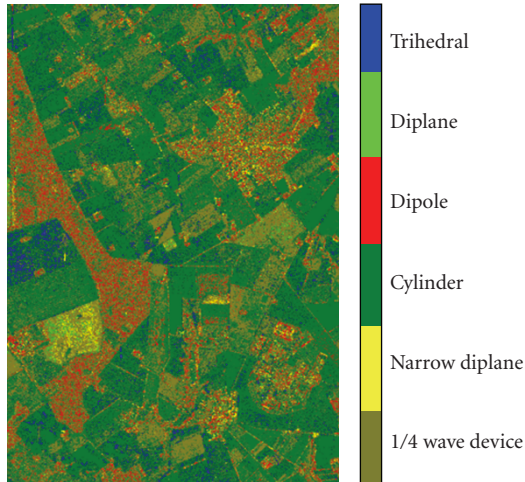 Trihedral
Diplane
Dipole
Cylinder
Narrow diplane
1/4 wave device